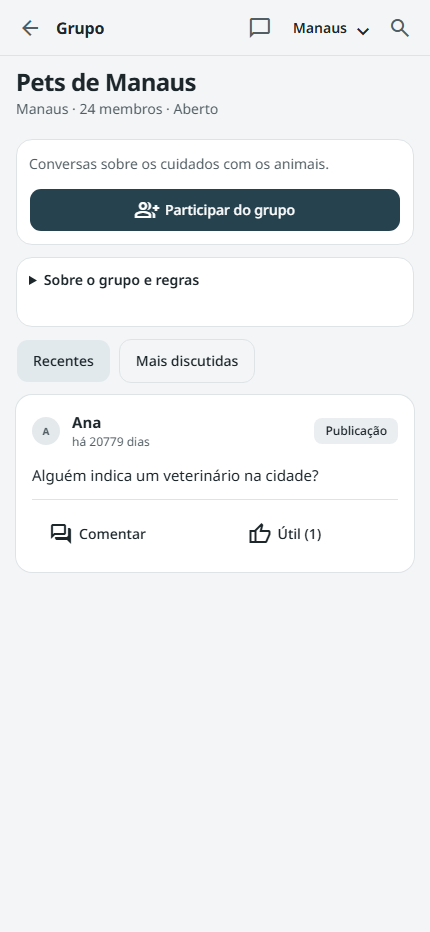 Grupo
Manaus
Pets de Manaus
Manaus · 24 membros · Aberto
Conversas sobre os cuidados com os animais.
Participar do grupo
Sobre o grupo e regras
Recentes
Mais discutidas
A
Ana
há 20779 dias
Publicação
Alguém indica um veterinário na cidade?
Comentar
Útil (1)